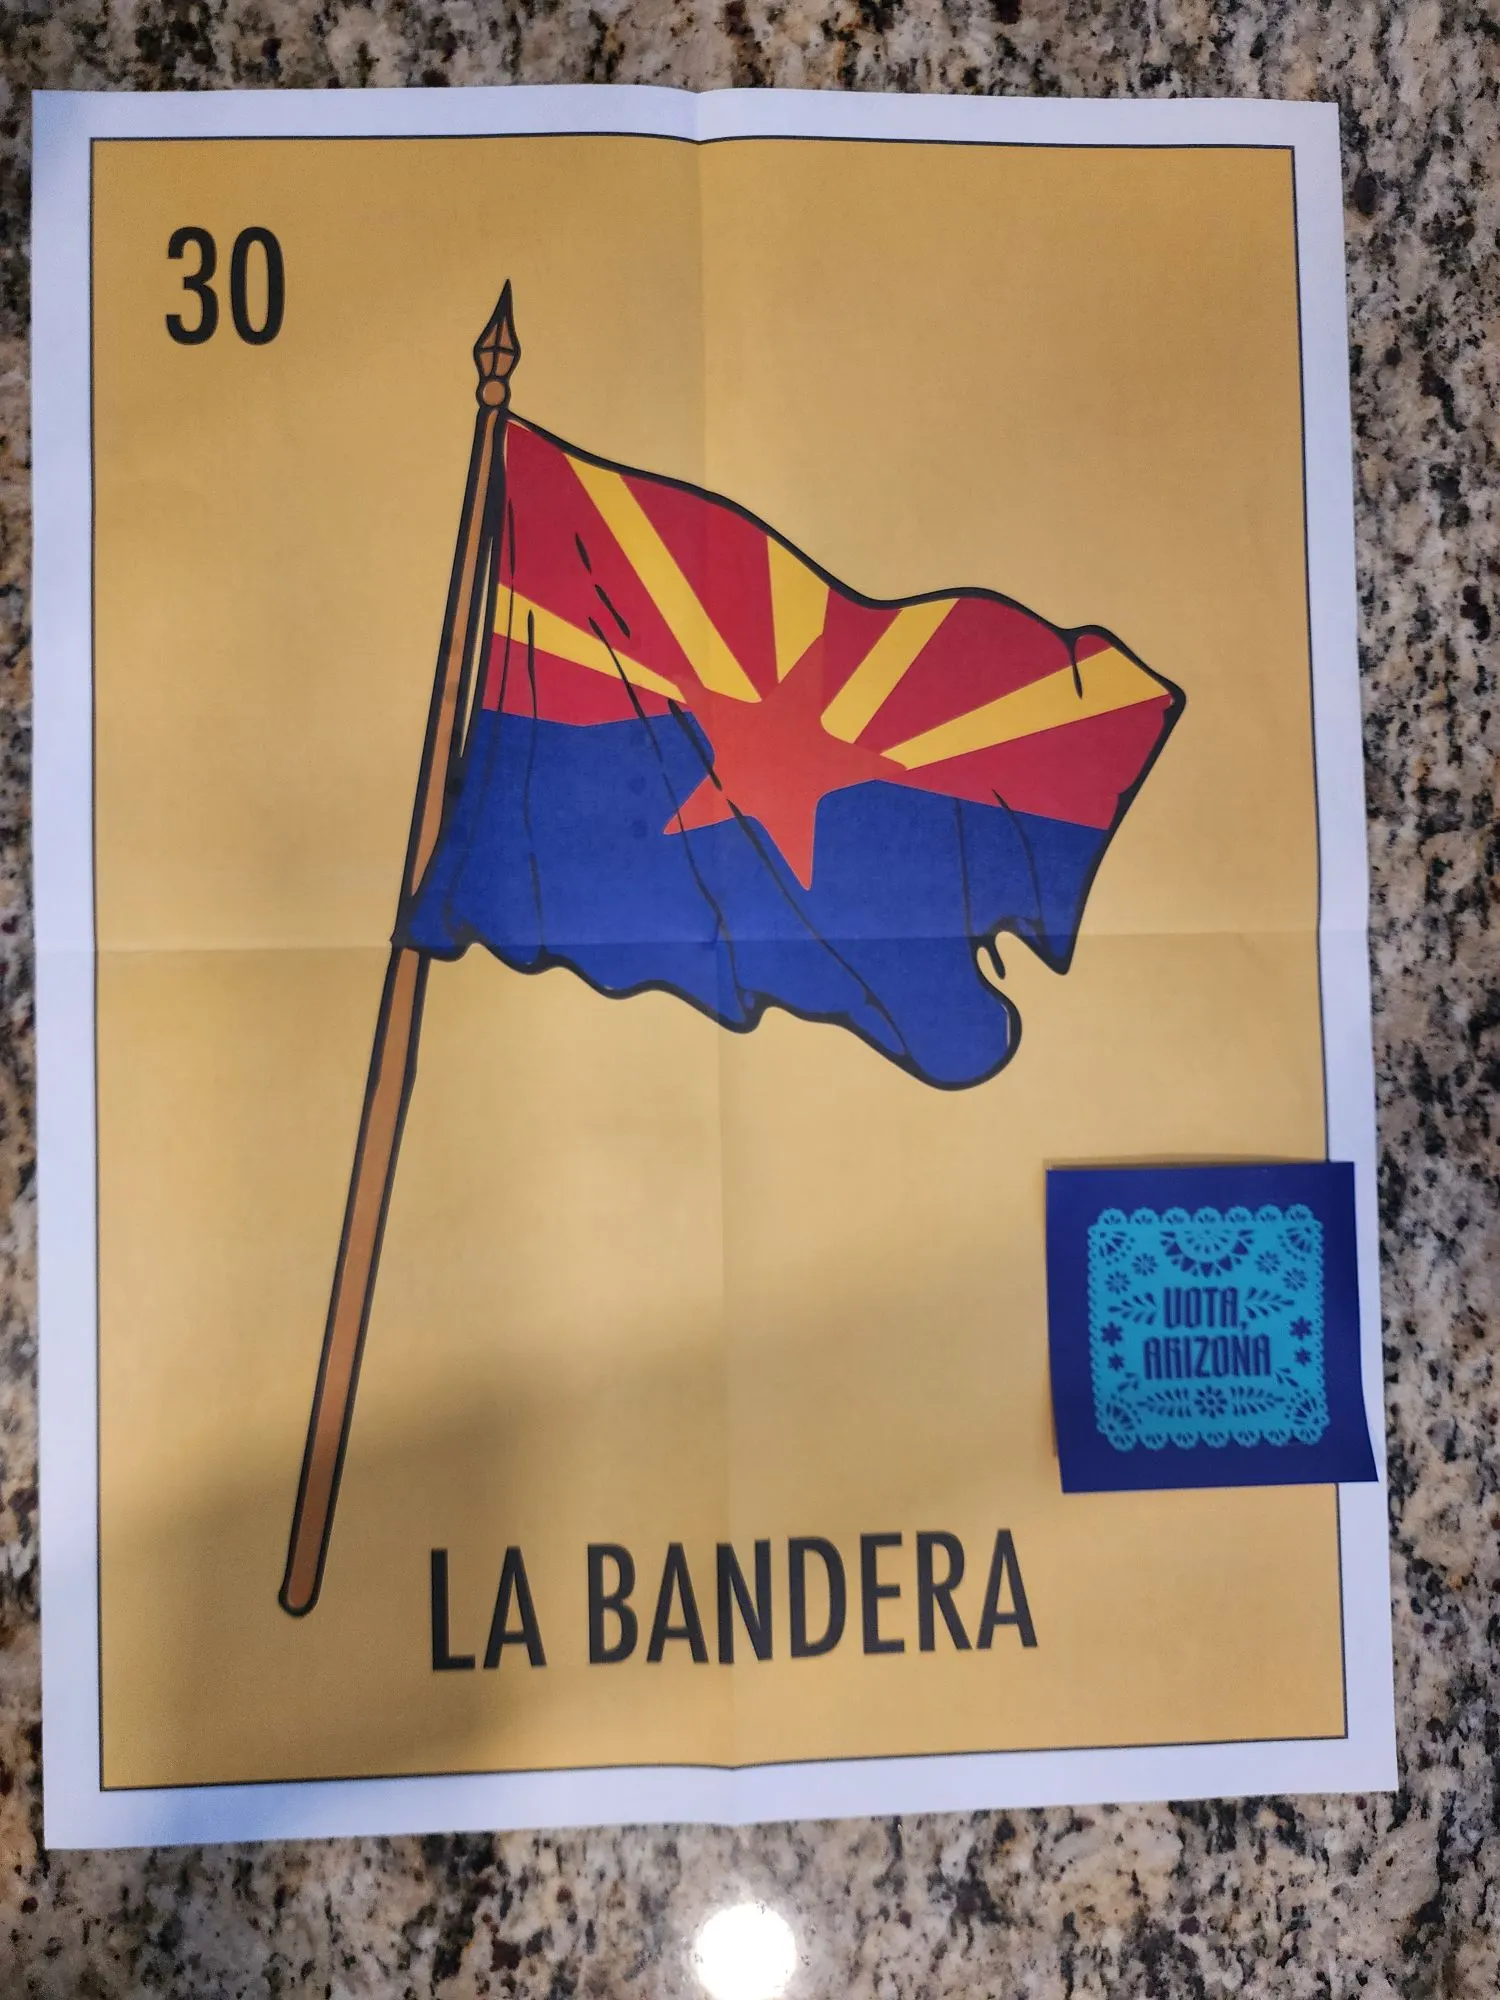 30
VOTA,
ARIZONA
LA BANDERA